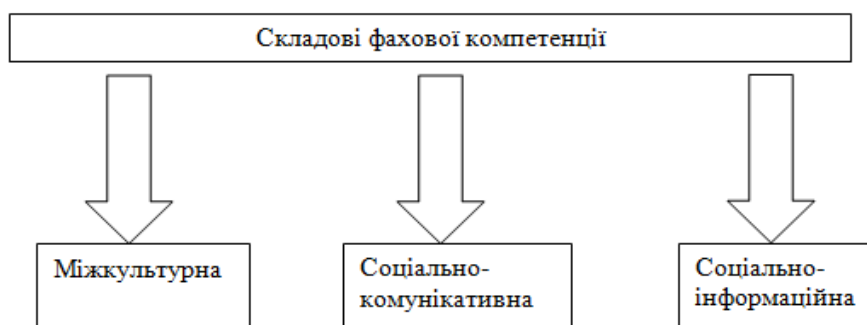 Складові фахової компетенції
Міжкультурна
Соціально-
комунікативна
Соціально-
інформаційна